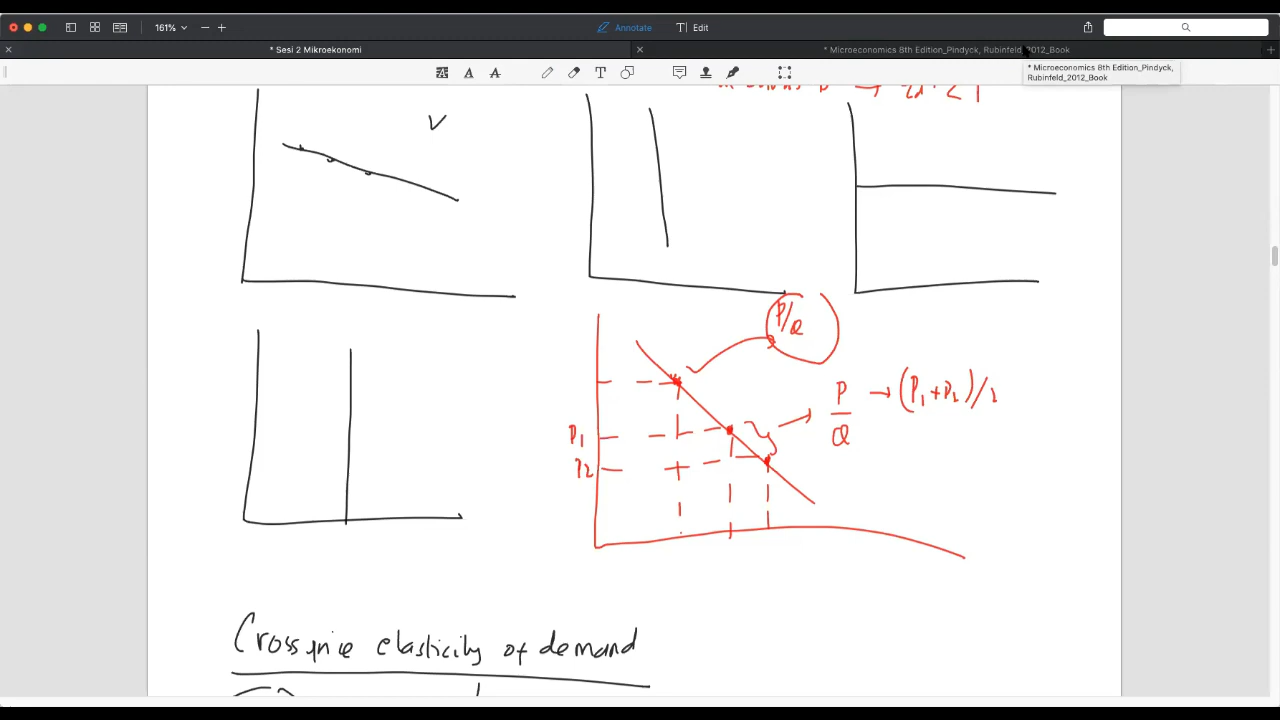 161%
Annotate
Edit
* Sesi 2 Mikroekonomi
* Microeconomics 8th Edition_Pindyck, Rubinfeld_2012_Book
* Microeconomics 8th Edition_Pindyck,
Rubinfeld_2012_Book
V
P/Q
P → (P1+P2)/2
Q
P1
P2
Cross price elasticity of demand